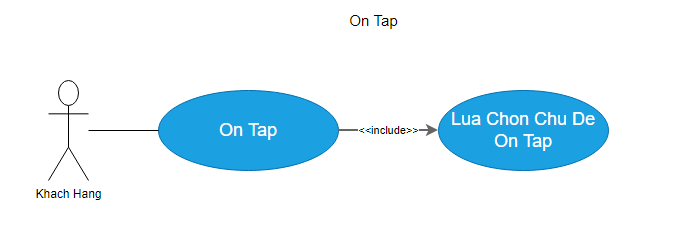 On Tap
On Tap
<<include>>
Lua Chon Chu De
On Tap
Khach Hang